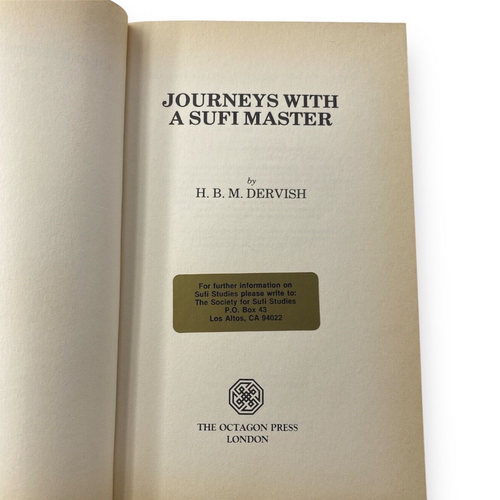 JOURNEYS WITH
A SUFI MASTER
by
H. B. M. DERVISH
For further information on
Sufi Studies please write to:
The Society for Sufi Studies
P.O. Box 43
Los Altos, CA 94022
THE OCTAGON PRESS
LONDON